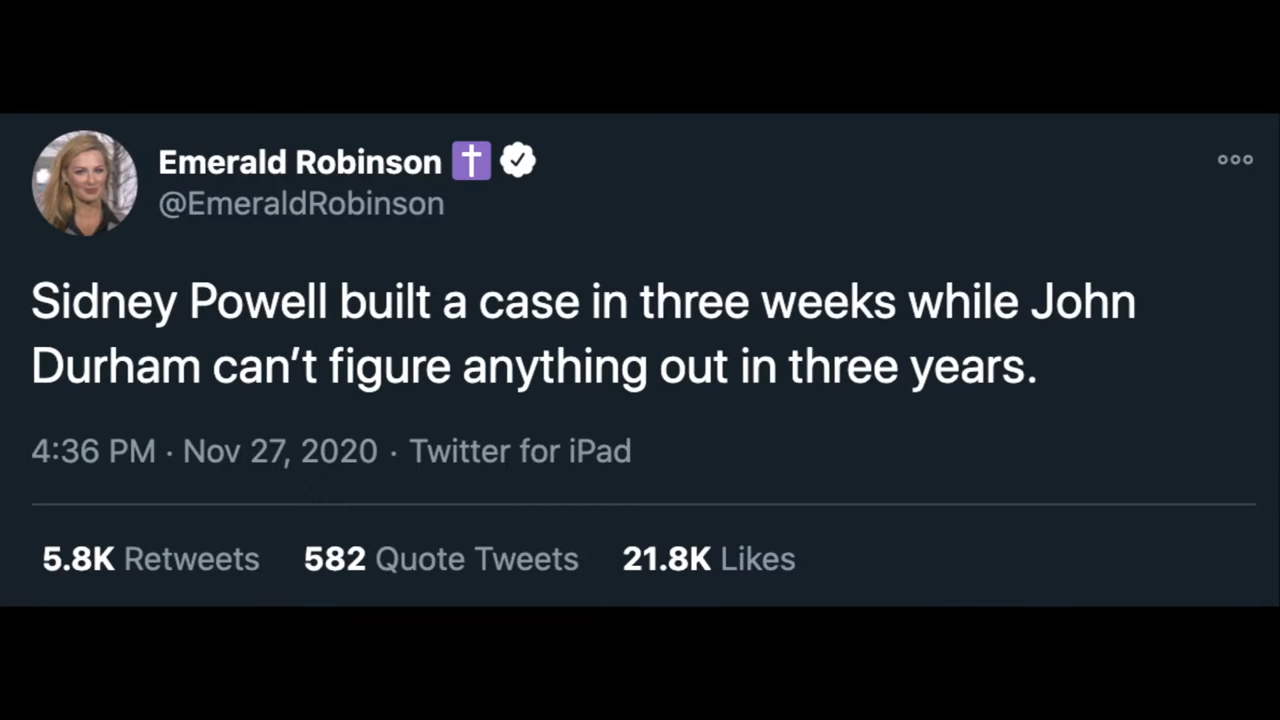 Emerald Robinson ✝️
@EmeraldRobinson
Sidney Powell built a case in three weeks while John
Durham can’t figure anything out in three years.
4:36 PM · Nov 27, 2020 · Twitter for iPad
5.8K Retweets 582 Quote Tweets 21.8K Likes